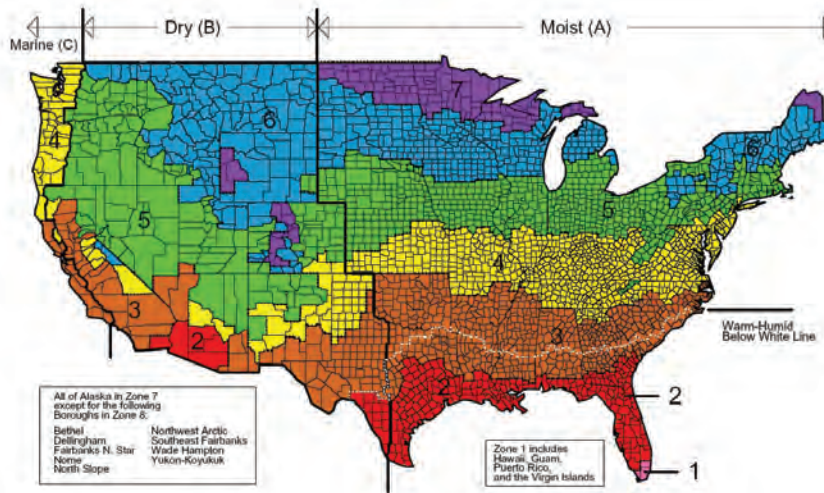 Dry (B)
Moist (A)
Marine (C)
7
6
6
4
5
5
4
3
3
2
2
Warm-Humid
Below White Line
2
1
All of Alaska in Zone 7
except for the following
Boroughs in Zone 8:
Bethel
Dellingham
Fairbanks N. Star
Nome
North Slope
Northwest Arctic
Southeast Fairbanks
Wade Hampton
Yukon-Koyukuk
Zone 1 includes
Hawaii, Guam,
Puerto Rico,
and the Virgin Islands